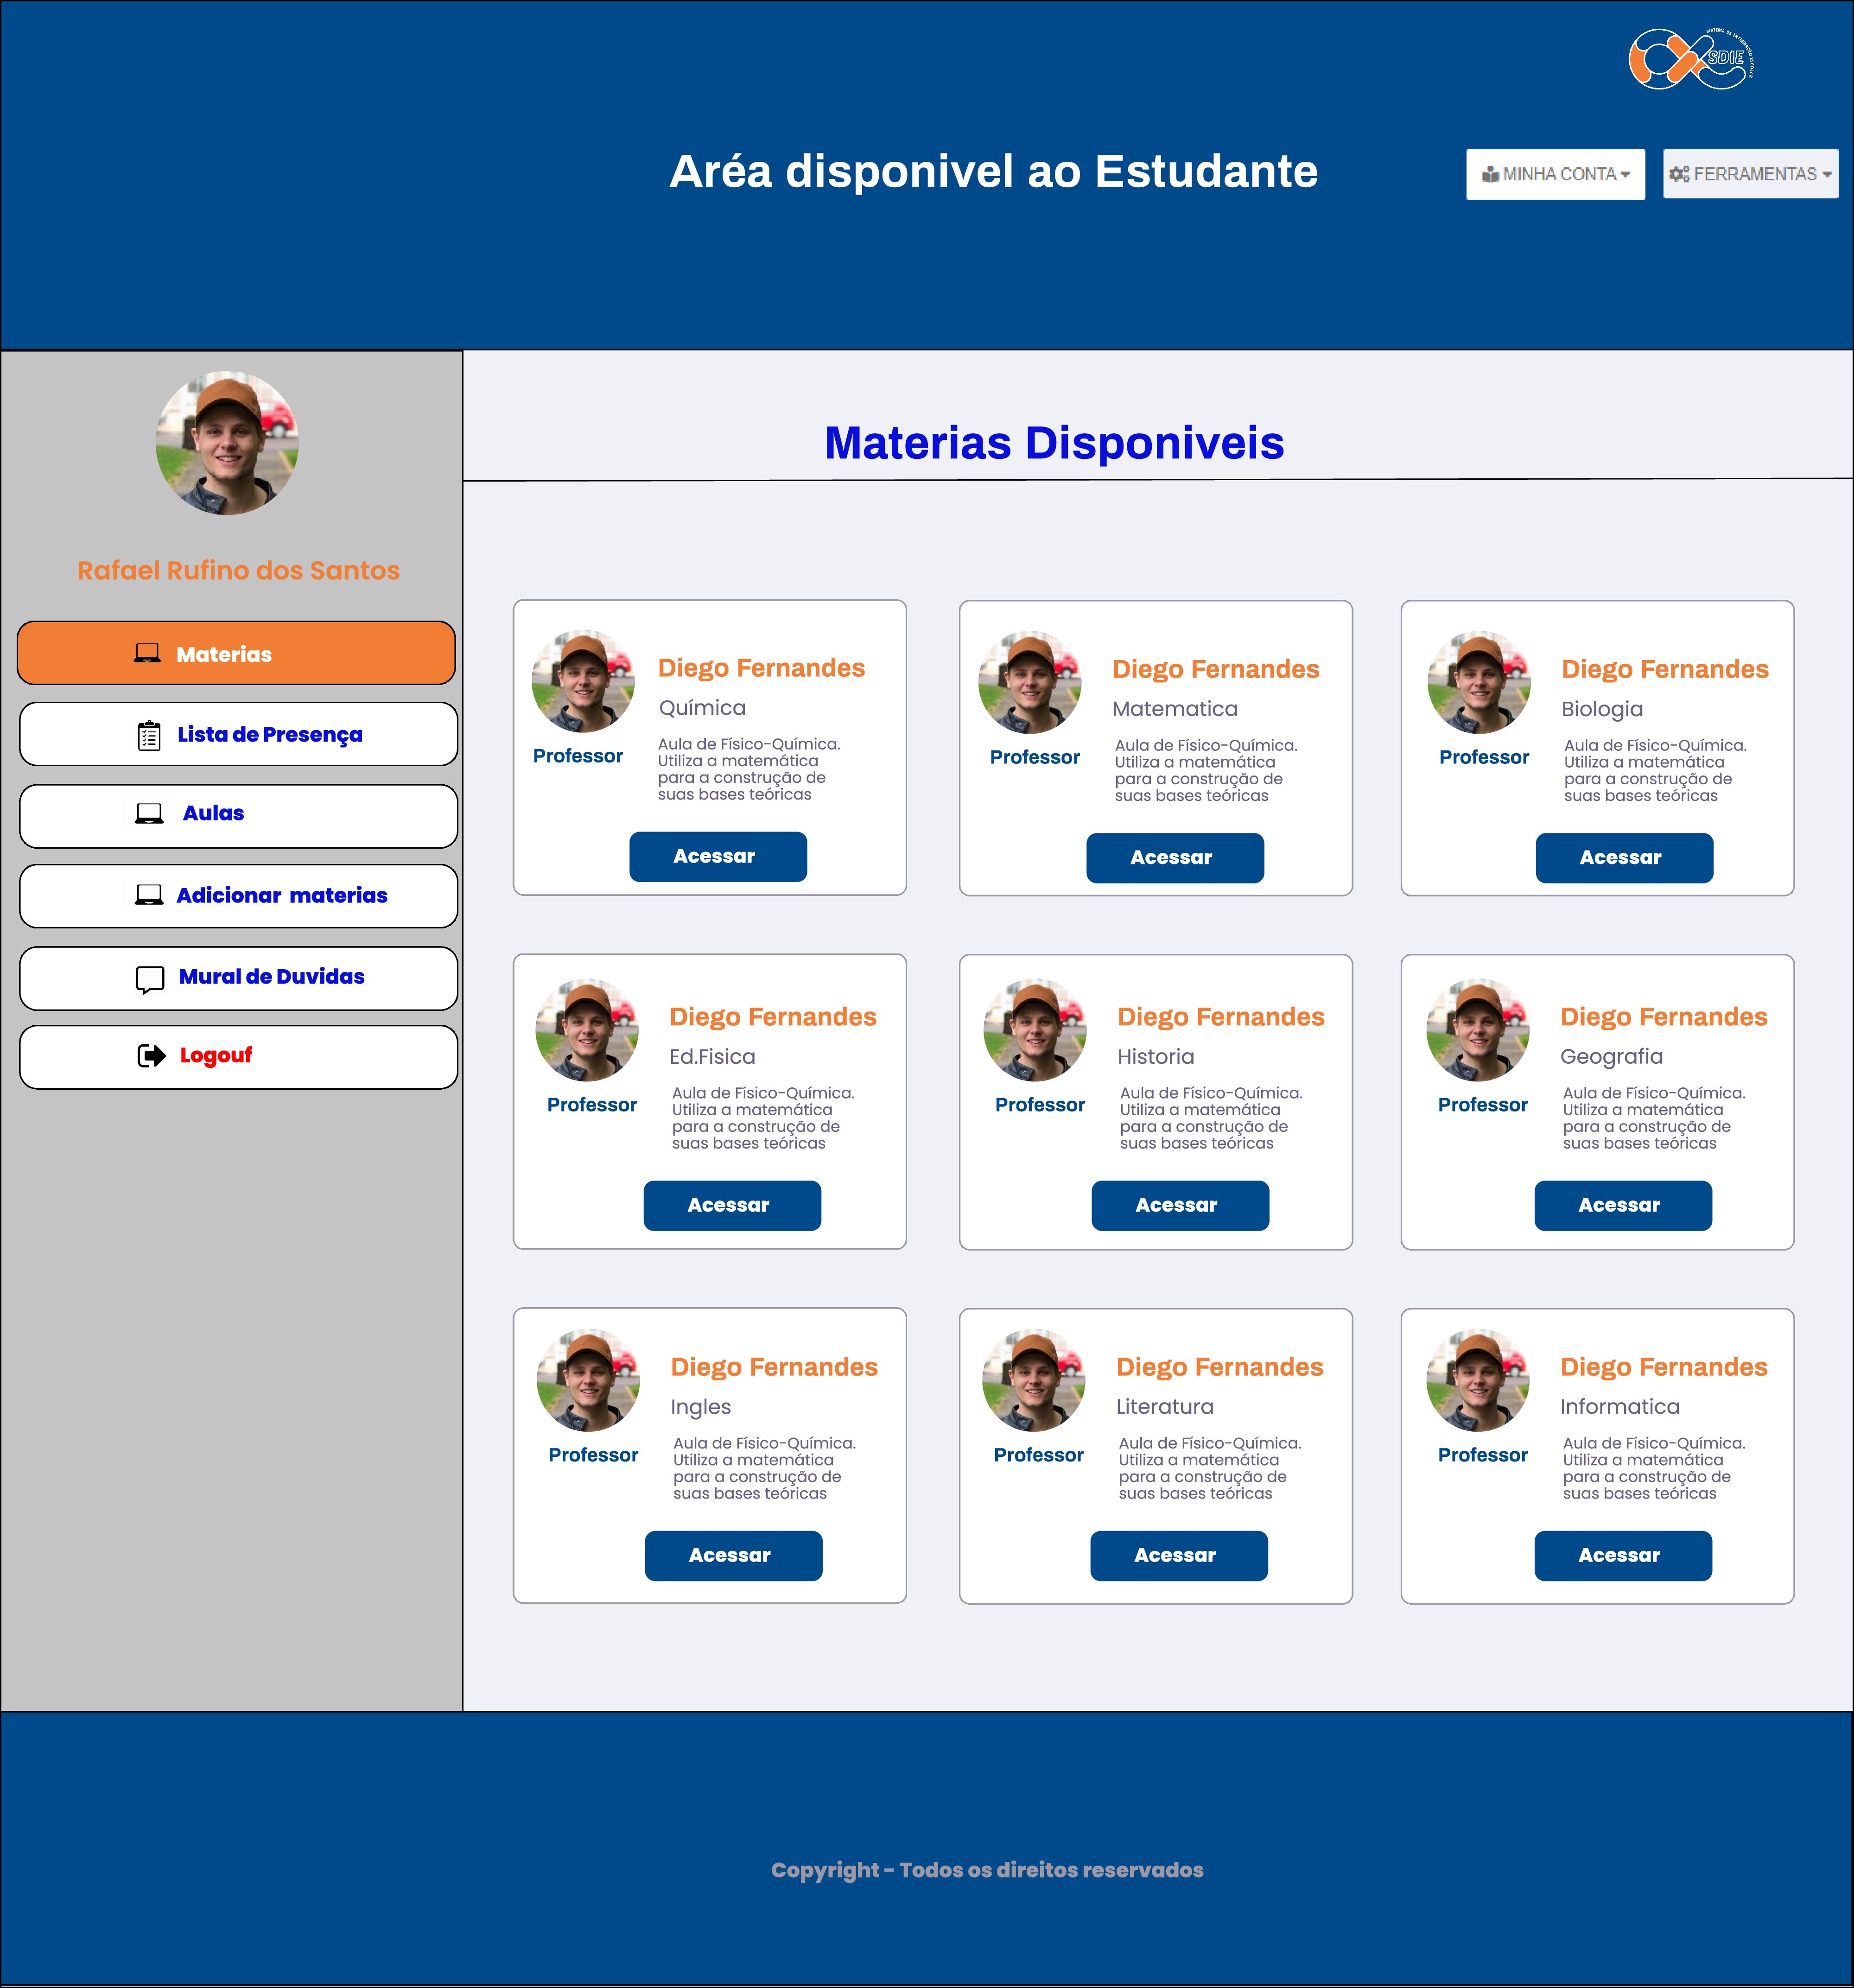 SISTEMA DE INTEGRAÇÃO ESCOLAR
SDIE
Aréa disponivel ao Estudante
MINHA CONTA
FERRAMENTAS
Rafael Rufino dos Santos
Materias
Lista de Presença
Aulas
Adicionar materias
Mural de Duvidas
Logouf
Materias Disponiveis
Diego Fernandes
Química
Professor
Aula de Físico-Química.
Utiliza a matemática
para a construção de
suas bases teóricas
Acessar
Diego Fernandes
Matematica
Professor
Aula de Físico-Química.
Utiliza a matemática
para a construção de
suas bases teóricas
Acessar
Diego Fernandes
Biologia
Professor
Aula de Físico-Química.
Utiliza a matemática
para a construção de
suas bases teóricas
Acessar
Diego Fernandes
Ed.Fisica
Professor
Aula de Físico-Química.
Utiliza a matemática
para a construção de
suas bases teóricas
Acessar
Diego Fernandes
Historia
Professor
Aula de Físico-Química.
Utiliza a matemática
para a construção de
suas bases teóricas
Acessar
Diego Fernandes
Geografia
Professor
Aula de Físico-Química.
Utiliza a matemática
para a construção de
suas bases teóricas
Acessar
Diego Fernandes
Ingles
Professor
Aula de Físico-Química.
Utiliza a matemática
para a construção de
suas bases teóricas
Acessar
Diego Fernandes
Literatura
Professor
Aula de Físico-Química.
Utiliza a matemática
para a construção de
suas bases teóricas
Acessar
Diego Fernandes
Informatica
Professor
Aula de Físico-Química.
Utiliza a matemática
para a construção de
suas bases teóricas
Acessar
Copyright - Todos os direitos reservados